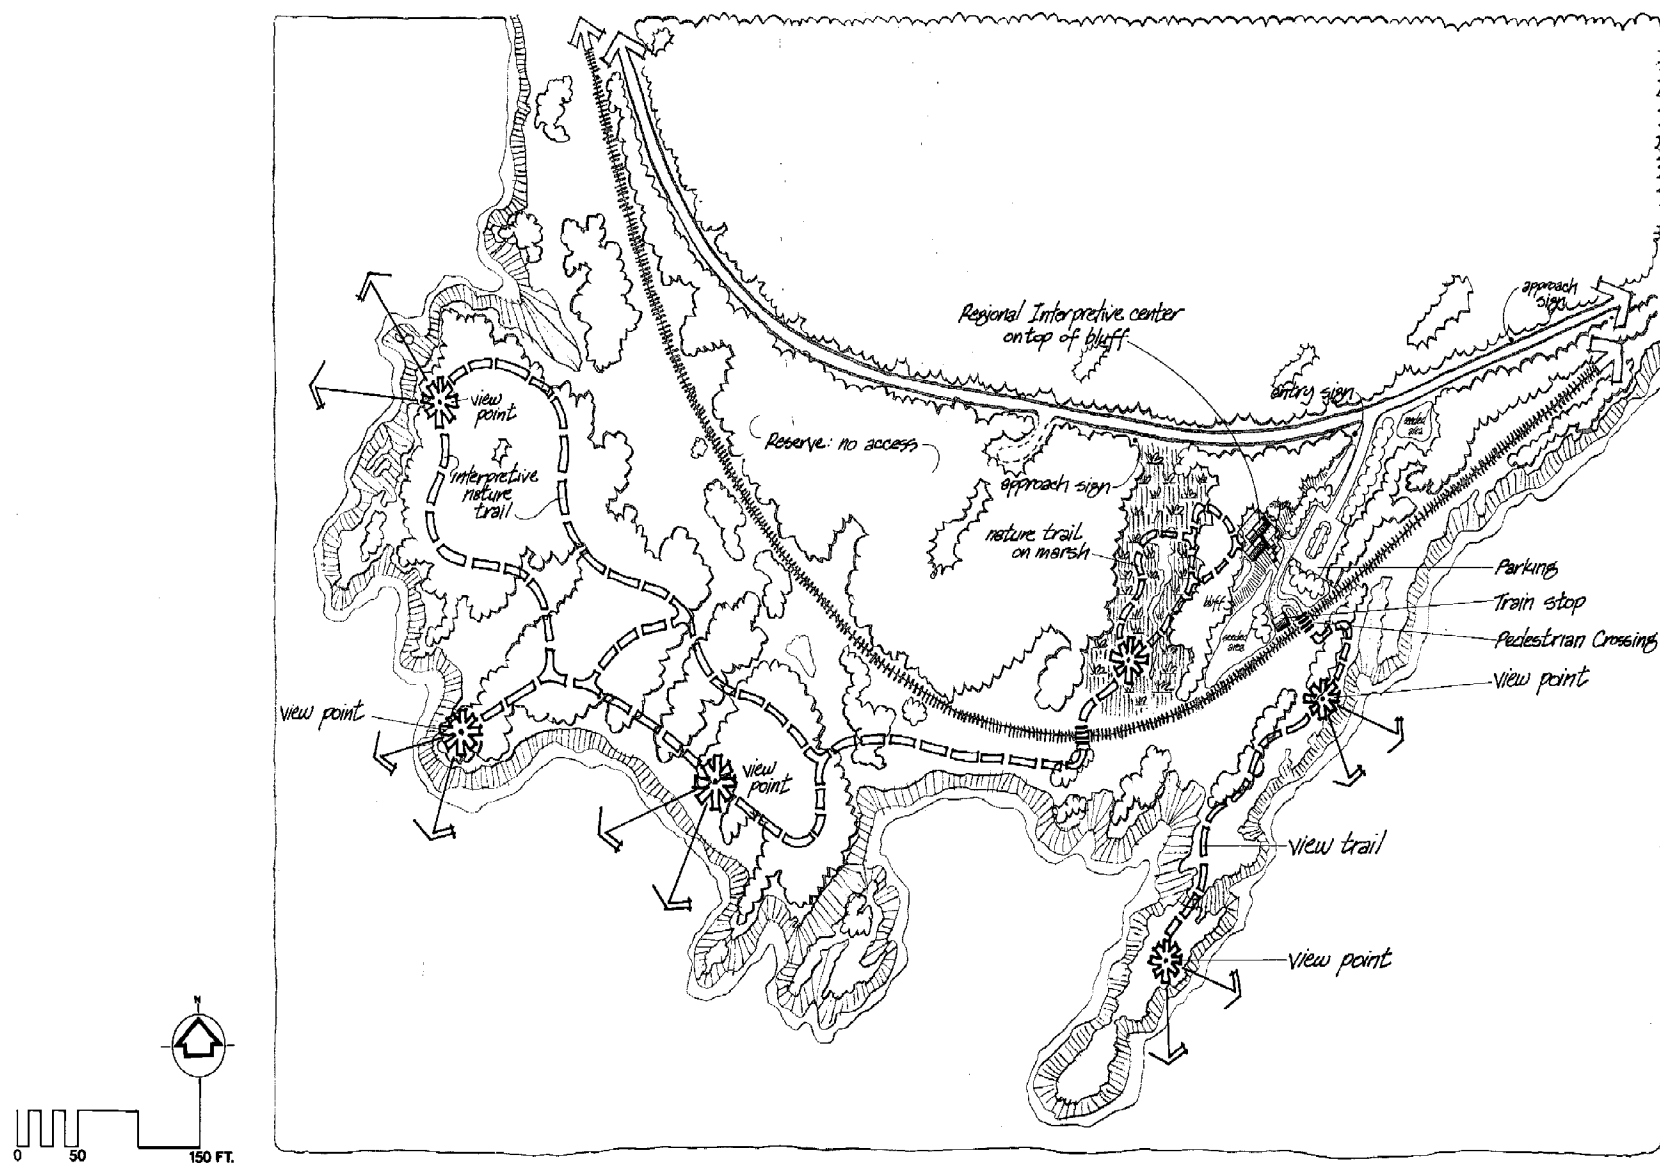 approach
sign
Regional Interpretive center
on top of bluff
entry sign
seeded
area
view
point
Reserve: no access
interpretive
nature
trail
approach sign
nature trail
on marsh
Parking
bluff
Train stop
seeded
area
Pedestrian Crossing
view point
view point
view
point
view trail
view point
N
0 50 150 FT.